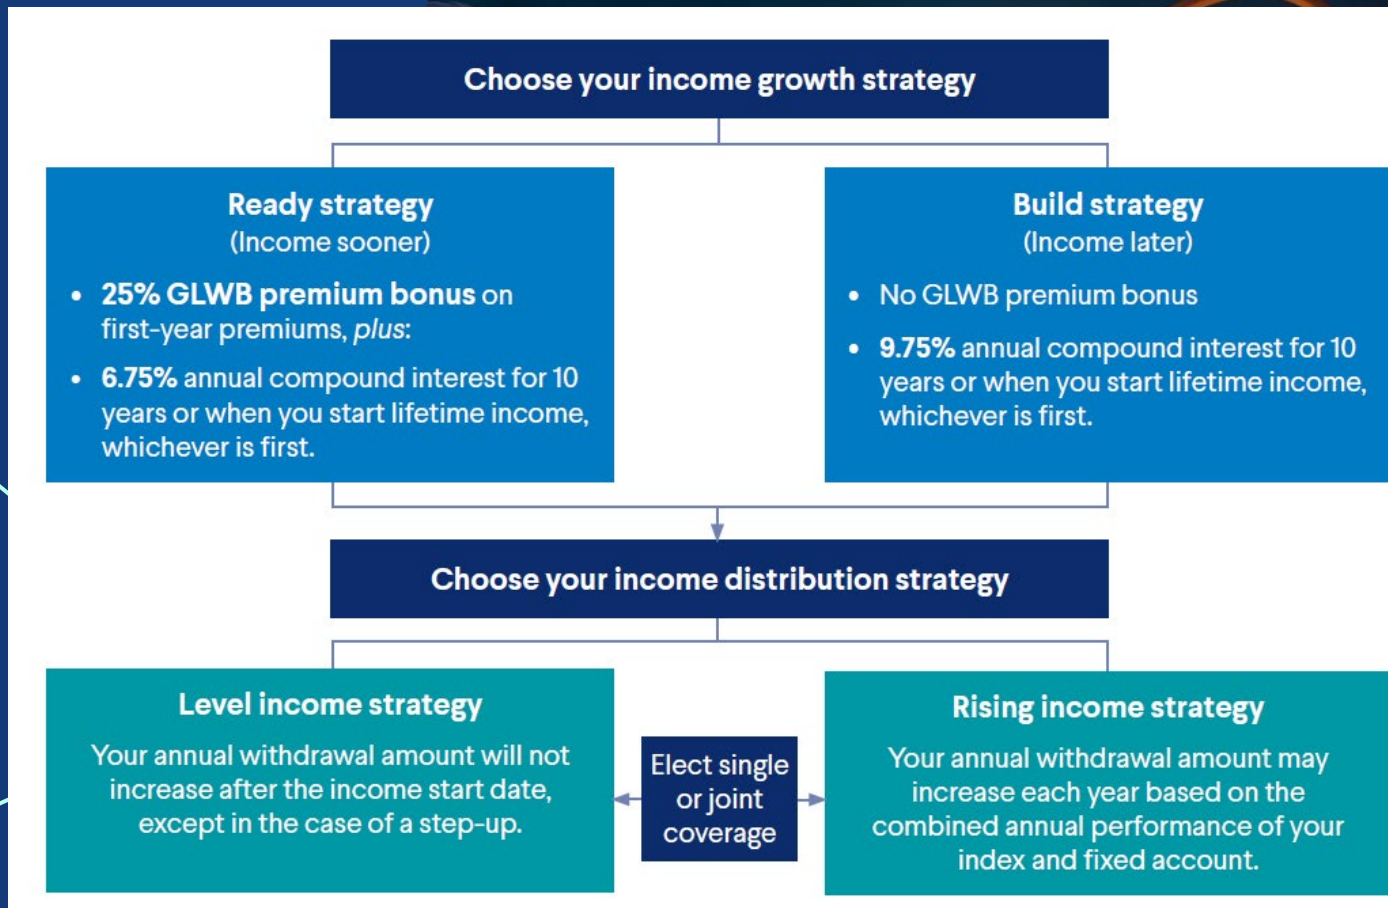 Choose your income growth strategy
Ready strategy
(Income sooner)
• 25% GLWB premium bonus on
first-year premiums, plus:
• 6.75% annual compound interest for 10
years or when you start lifetime income,
whichever is first.
Build strategy
(Income later)
• No GLWB premium bonus
• 9.75% annual compound interest for 10
years or when you start lifetime income,
whichever is first.
Choose your income distribution strategy
Level income strategy
Your annual withdrawal amount will not
increase after the income start date,
except in the case of a step-up.
Elect single
or joint
coverage
Rising income strategy
Your annual withdrawal amount may
increase each year based on the
combined annual performance of your
index and fixed account.